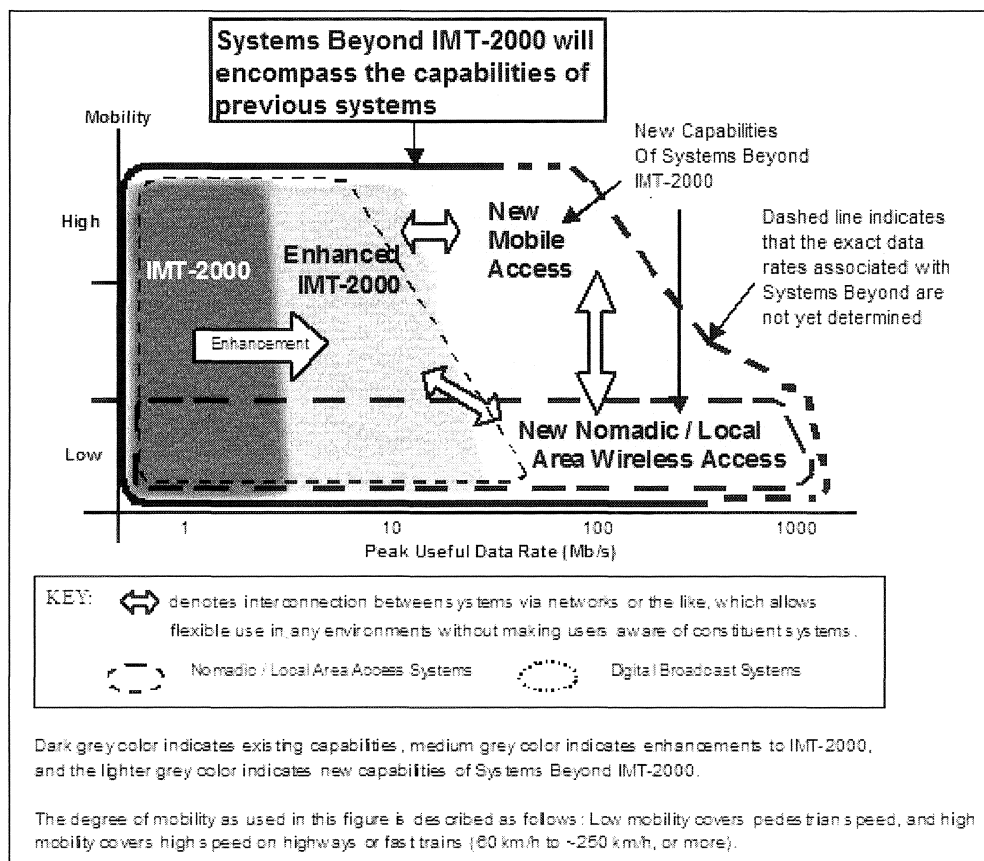 Systems Beyond IMT-2000 will
encompass the capabilities of
previous systems
Mobility
New Capabilities
Of Systems Beyond
IMT-2000
High
New
Mobile
Access
Dashed line indicates
that the exact data
rates associated with
Systems Beyond are
not yet determined
IMT-2000
Enhanced
IMT-2000
Enhancement
Low
New Nomadic / Local
Area Wireless Access
1 10 100 1000
Peak Useful Data Rate (Mb/s)
KEY:
denotes interconnection between systems via networks or the like, which allows
flexible use in any environments without making users aware of constituent systems.
Nomadic / Local Area Access Systems
Digital Broadcast Systems
Dark grey color indicates existing capabilities, medium grey color indicates enhancements to IMT-2000,
and the lighter grey color indicates new capabilities of Systems Beyond IMT-2000.
The degree of mobility as used in this figure is described as follows: Low mobility covers pedestrian speed, and high
mobility covers high speed on highways or fast trains (60 km/h to ~250 km/h, or more).